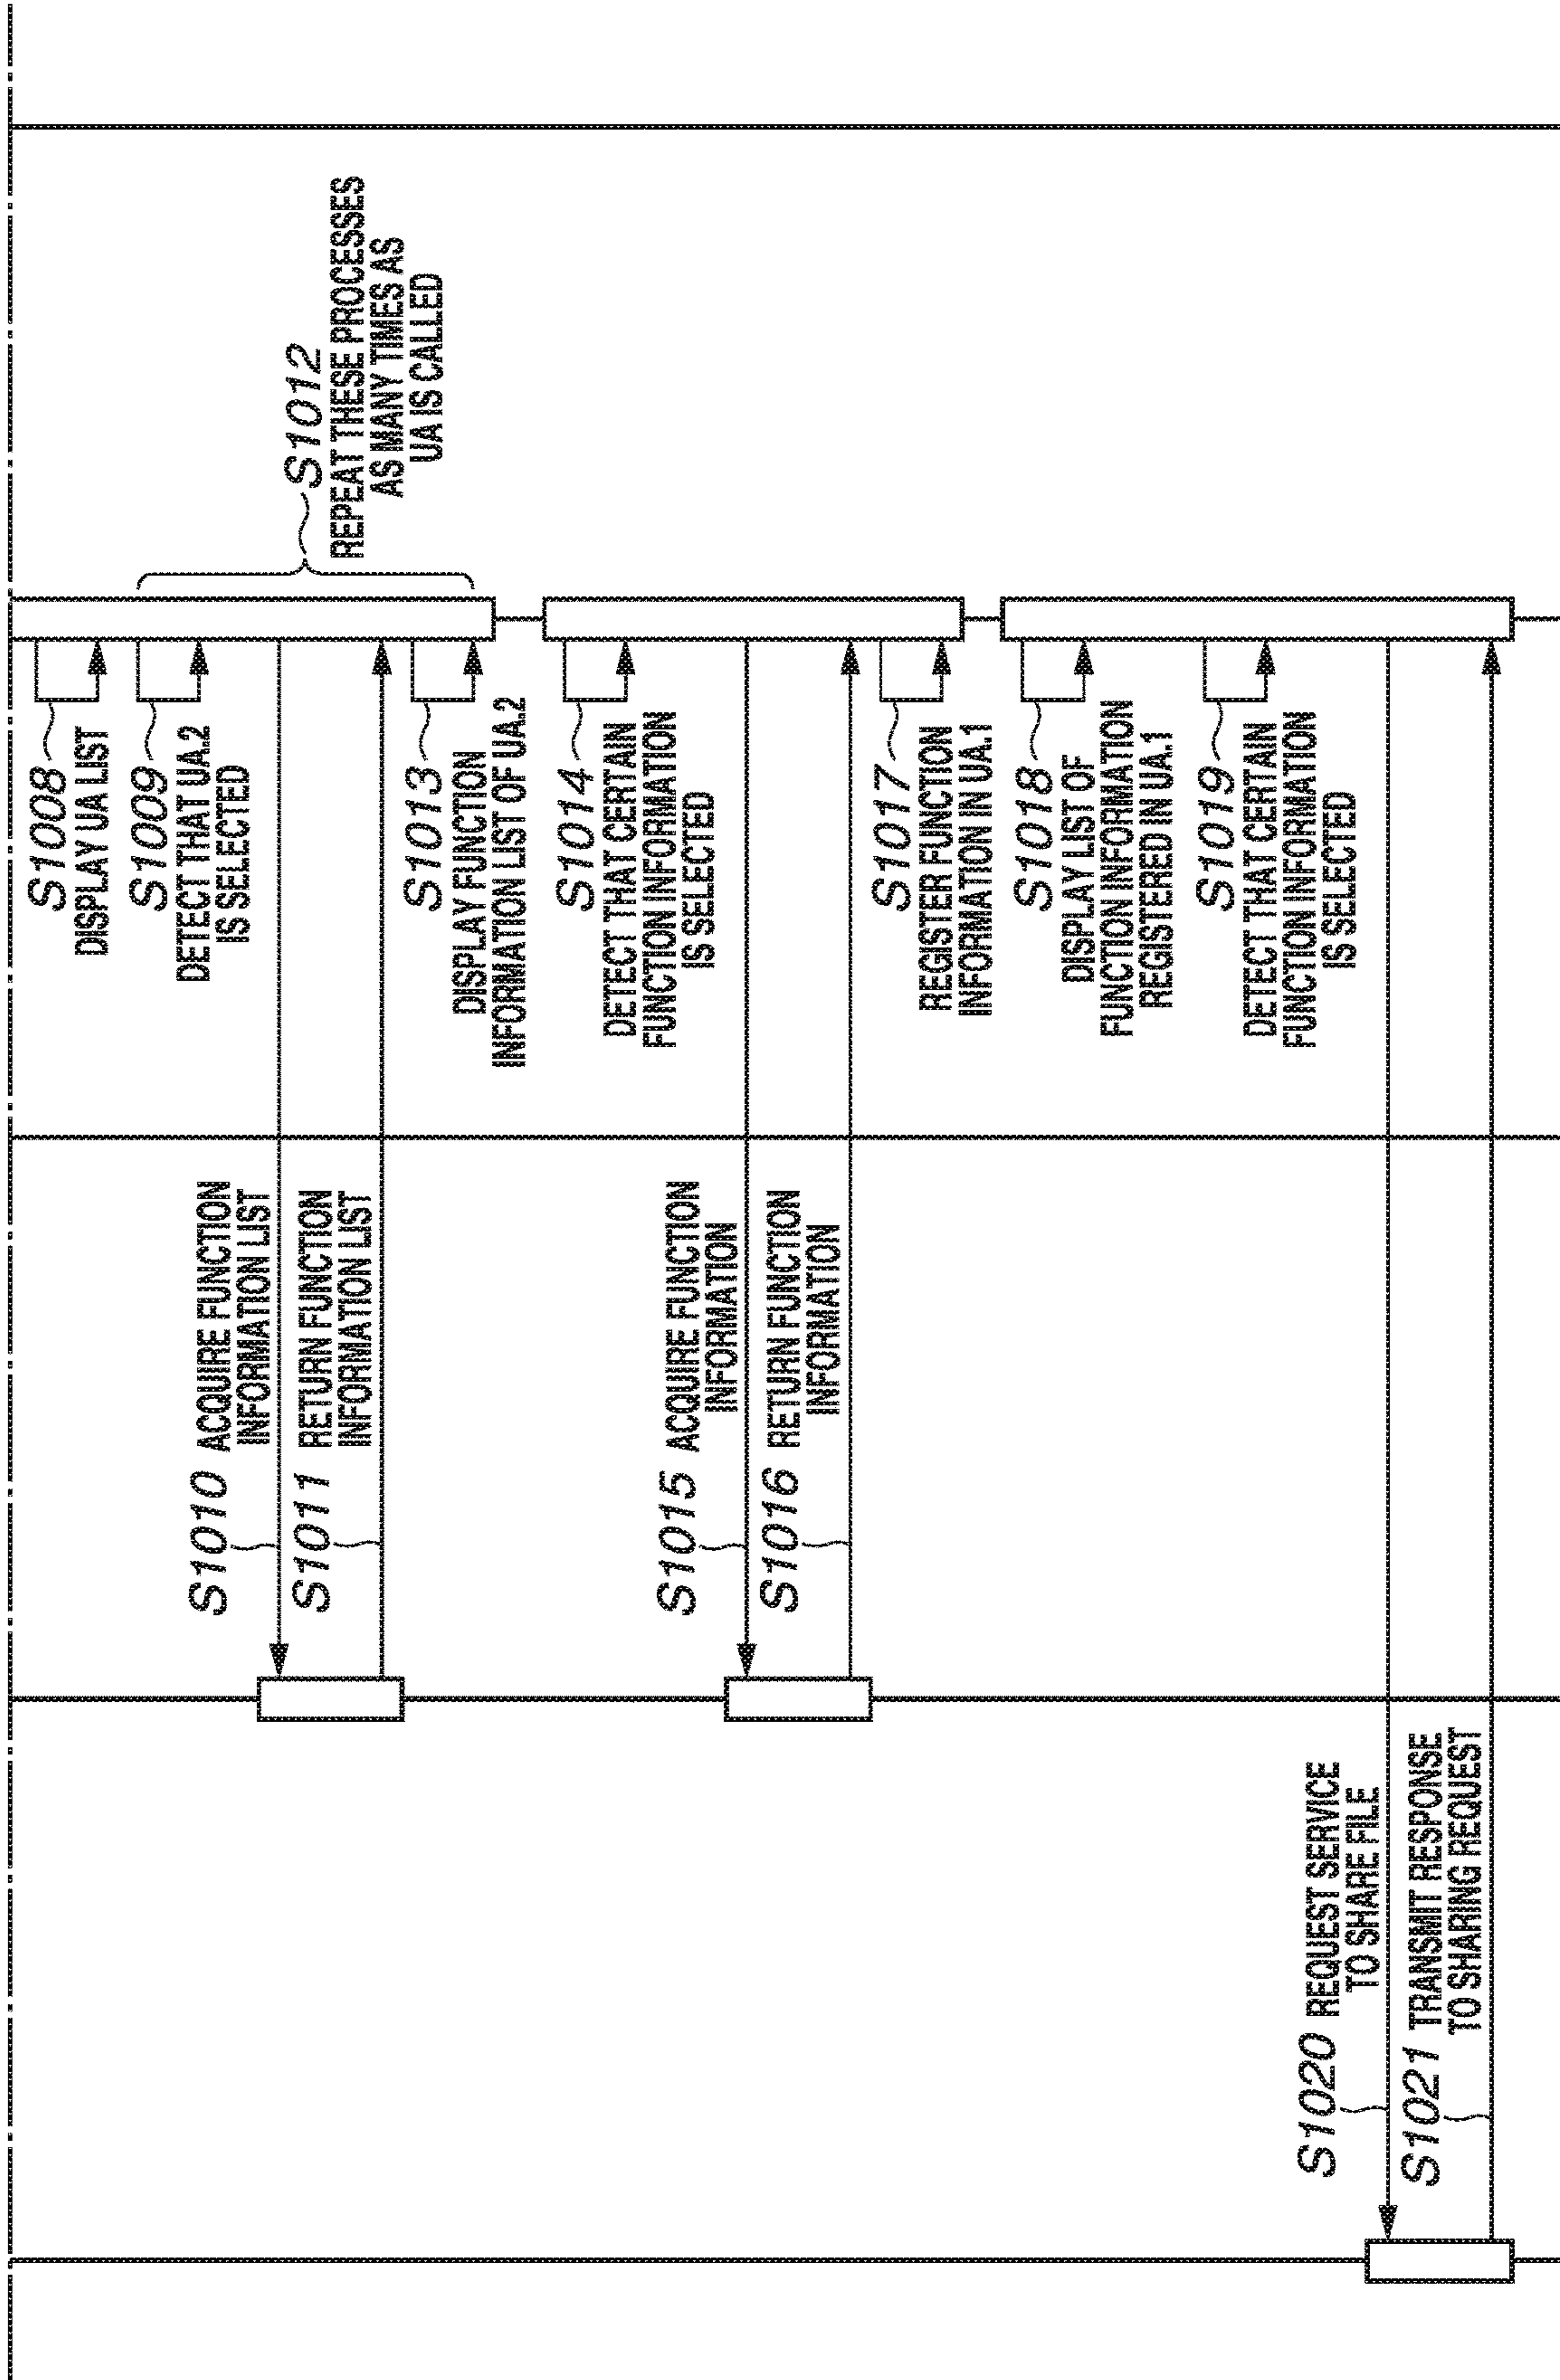 S1008
DISPLAY UA LIST
S1009
DETECT THAT UA.2
IS SELECTED
S1010
ACQUIRE FUNCTION
INFORMATION LIST
S1011
RETURN FUNCTION
INFORMATION LIST
S1012
REPEAT THESE PROCESSES
AS MANY TIMES AS
UA IS CALLED
S1013
DISPLAY FUNCTION
INFORMATION LIST OF UA.2
S1014
DETECT THAT CERTAIN
FUNCTION INFORMATION
IS SELECTED
S1015
ACQUIRE FUNCTION
INFORMATION
S1016
RETURN FUNCTION
INFORMATION
S1017
REGISTER FUNCTION
INFORMATION IN UA.1
S1018
DISPLAY LIST OF
FUNCTION INFORMATION
REGISTERED IN UA.1
S1019
DETECT THAT CERTAIN
FUNCTION INFORMATION
IS SELECTED
S1020
REQUEST SERVICE
TO SHARE FILE
S1021
TRANSMIT RESPONSE
TO SHARING REQUEST